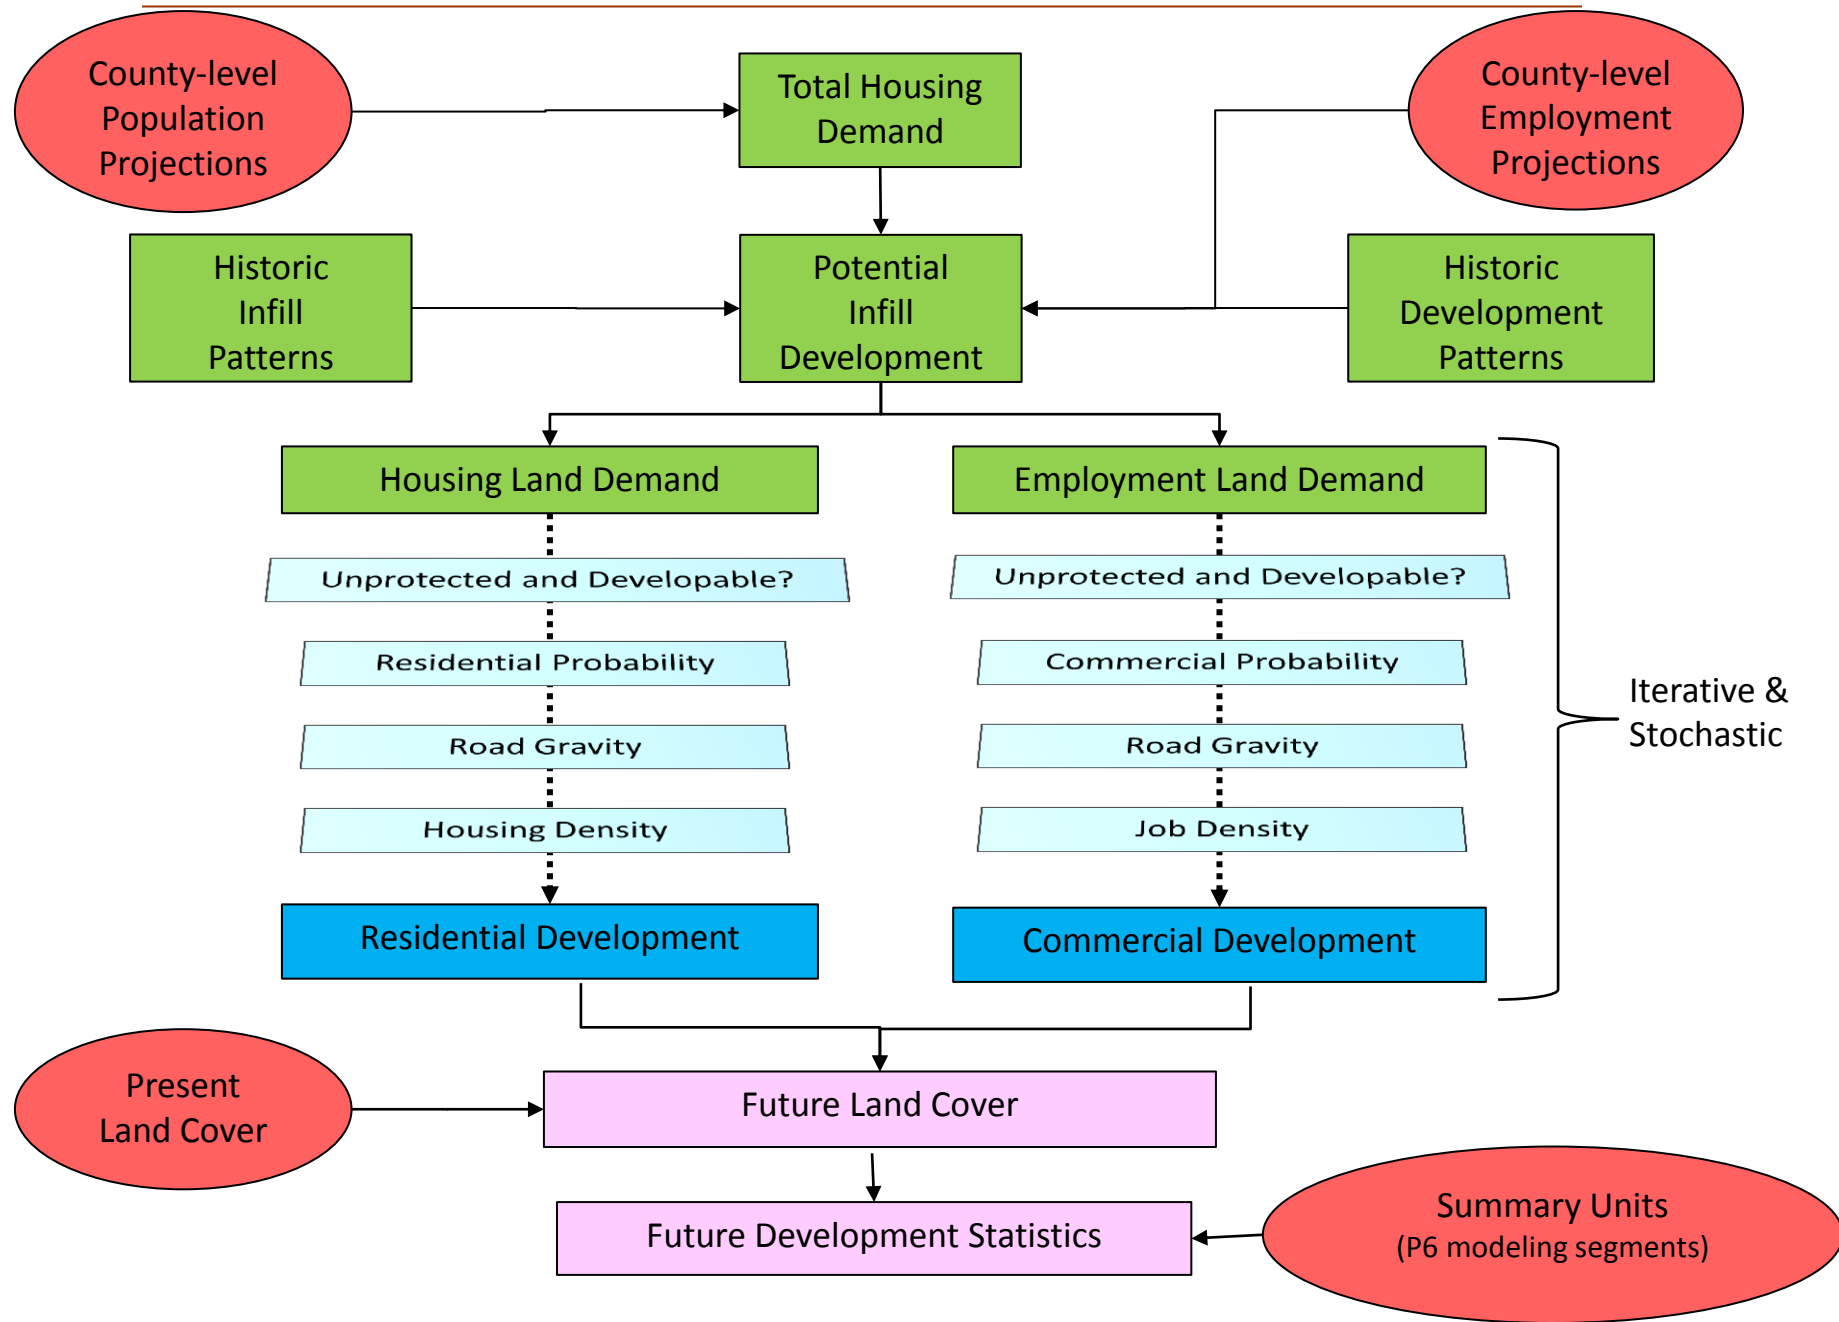 County-level
Population
Projections
Total Housing
Demand
County-level
Employment
Projections
Historic
Infill
Patterns
Potential
Infill
Development
Historic
Development
Patterns
Housing Land Demand
Employment Land Demand
Unprotected and Developable?
Unprotected and Developable?
Residential Probability
Commercial Probability
Road Gravity
Road Gravity
Housing Density
Job Density
Iterative &
Stochastic
Residential Development
Commercial Development
Present
Land Cover
Future Land Cover
Future Development Statistics
Summary Units
(P6 modeling segments)